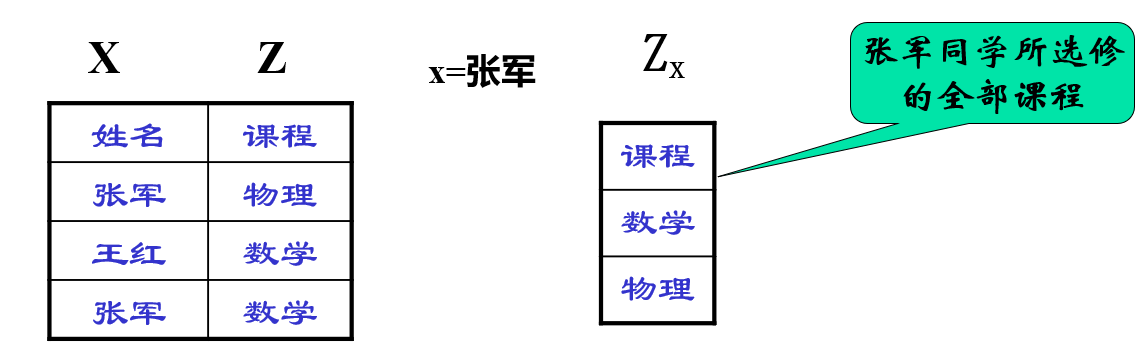 X Z
姓名 课程
张军 物理
王红 数学
张军 数学
x=张军
Zx
课程
数学
物理
张军同学所选修
的全部课程